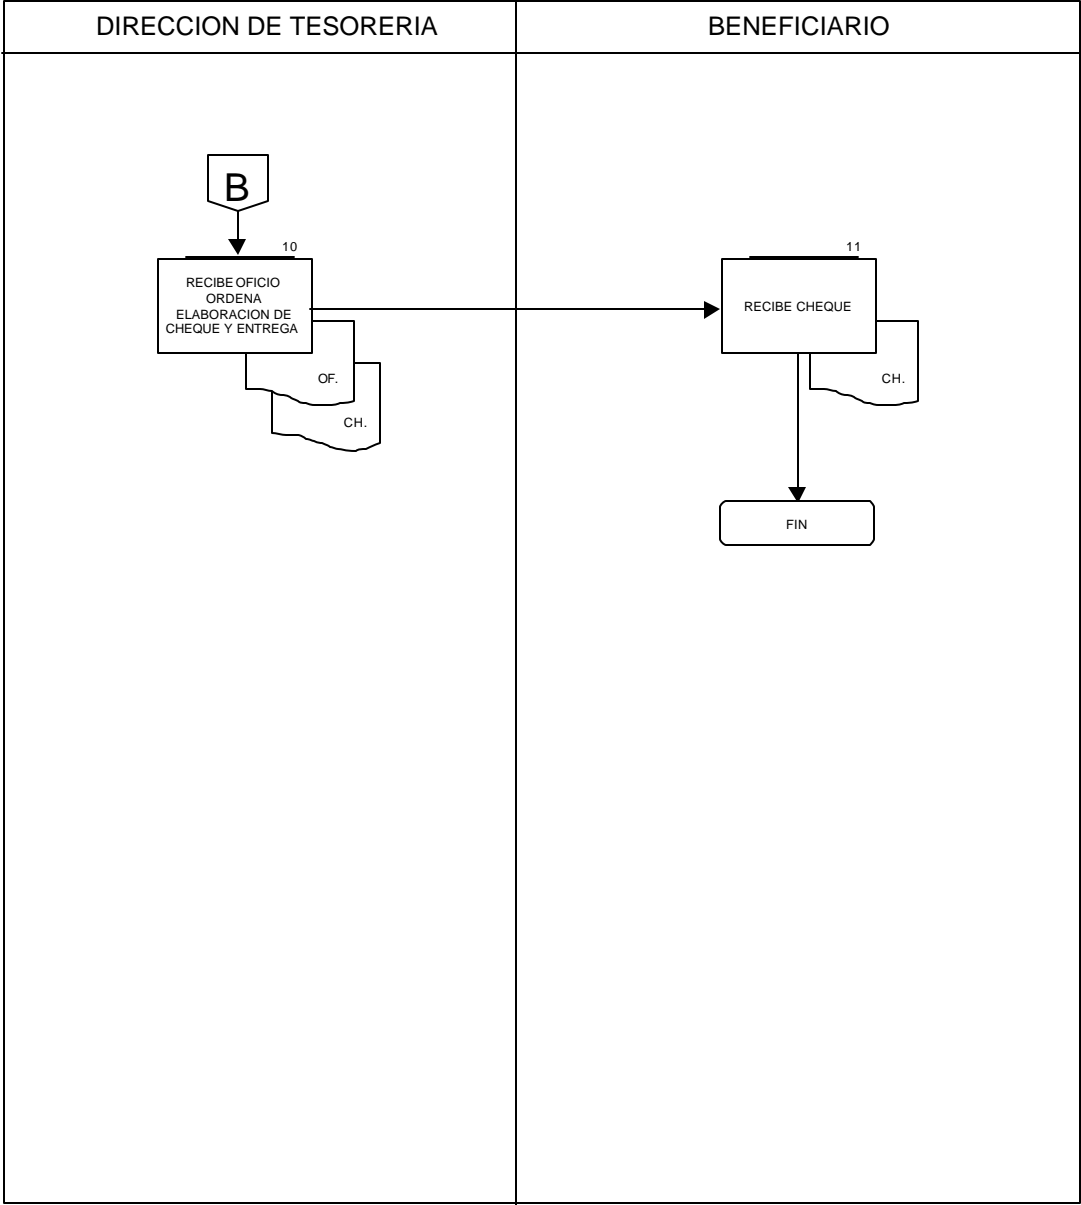 DIRECCION DE TESORERIA
BENEFICIARIO
B
10
RECIBE OFICIO
ORDENA
ELABORACION DE
CHEQUE Y ENTREGA
OF.
CH.
11
RECIBE CHEQUE
CH.
FIN